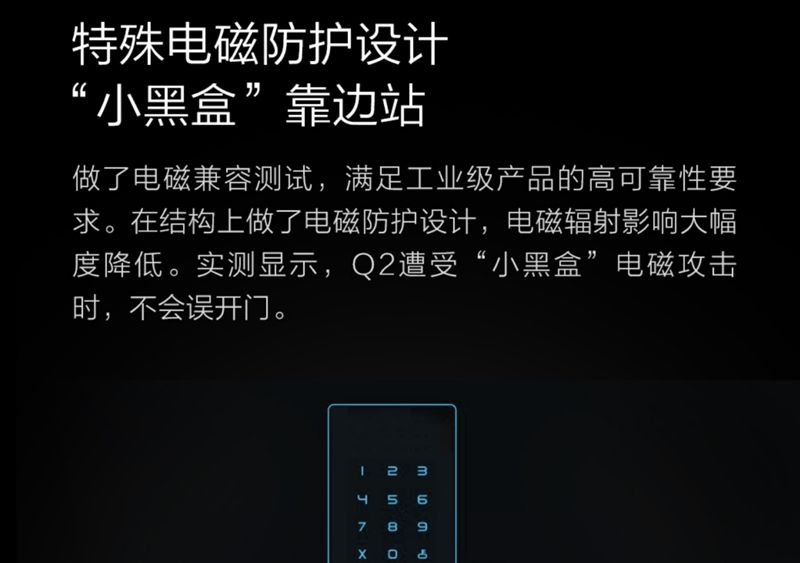 特殊电磁防护设计
“小黑盒”靠边站
做了电磁兼容测试，满足工业级产品的高可靠性要
求。在结构上做了电磁防护设计，电磁辐射影响大幅
度降低。实测显示，Q2遭受“小黑盒”电磁攻击
时，不会误开门。
1 2 3
4 5 6
7 8 9
X 0